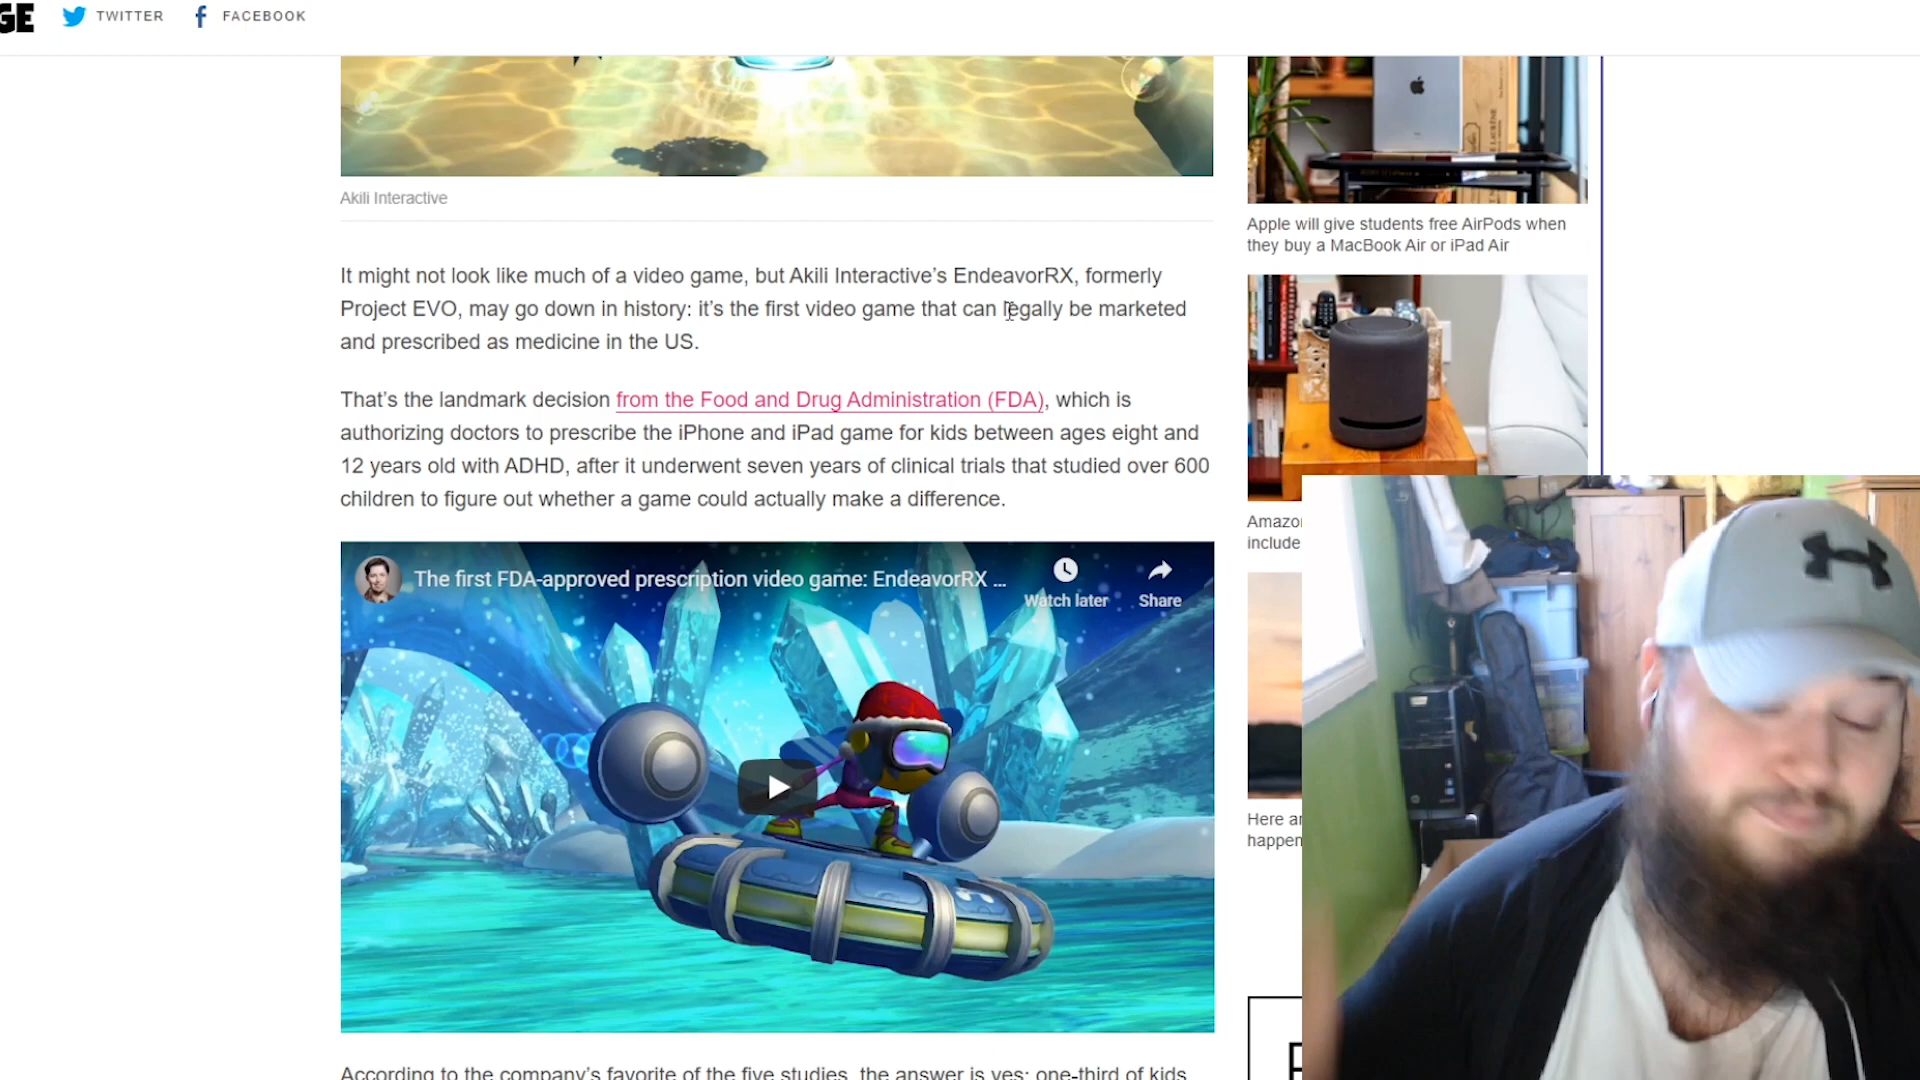 GE TWITTER FACEBOOK
Akili Interactive
It might not look like much of a video game, but Akili Interactive's EndeavorRX, formerly
Project EVO, may go down in history: it's the first video game that can legally be marketed
and prescribed as medicine in the US.
That's the landmark decision from the Food and Drug Administration (FDA), which is
authorizing doctors to prescribe the iPhone and iPad game for kids between ages eight and
12 years old with ADHD, after it underwent seven years of clinical trials that studied over 600
children to figure out whether a game could actually make a difference.
The first FDA-approved prescription video game: EndeavorRX ...
Watch later Share
According to the company's favorite of the five studies, the answer is yes: one-third of kids
Apple will give students free AirPods when
they buy a MacBook Air or iPad Air
Amazo
include
Here ar
happen